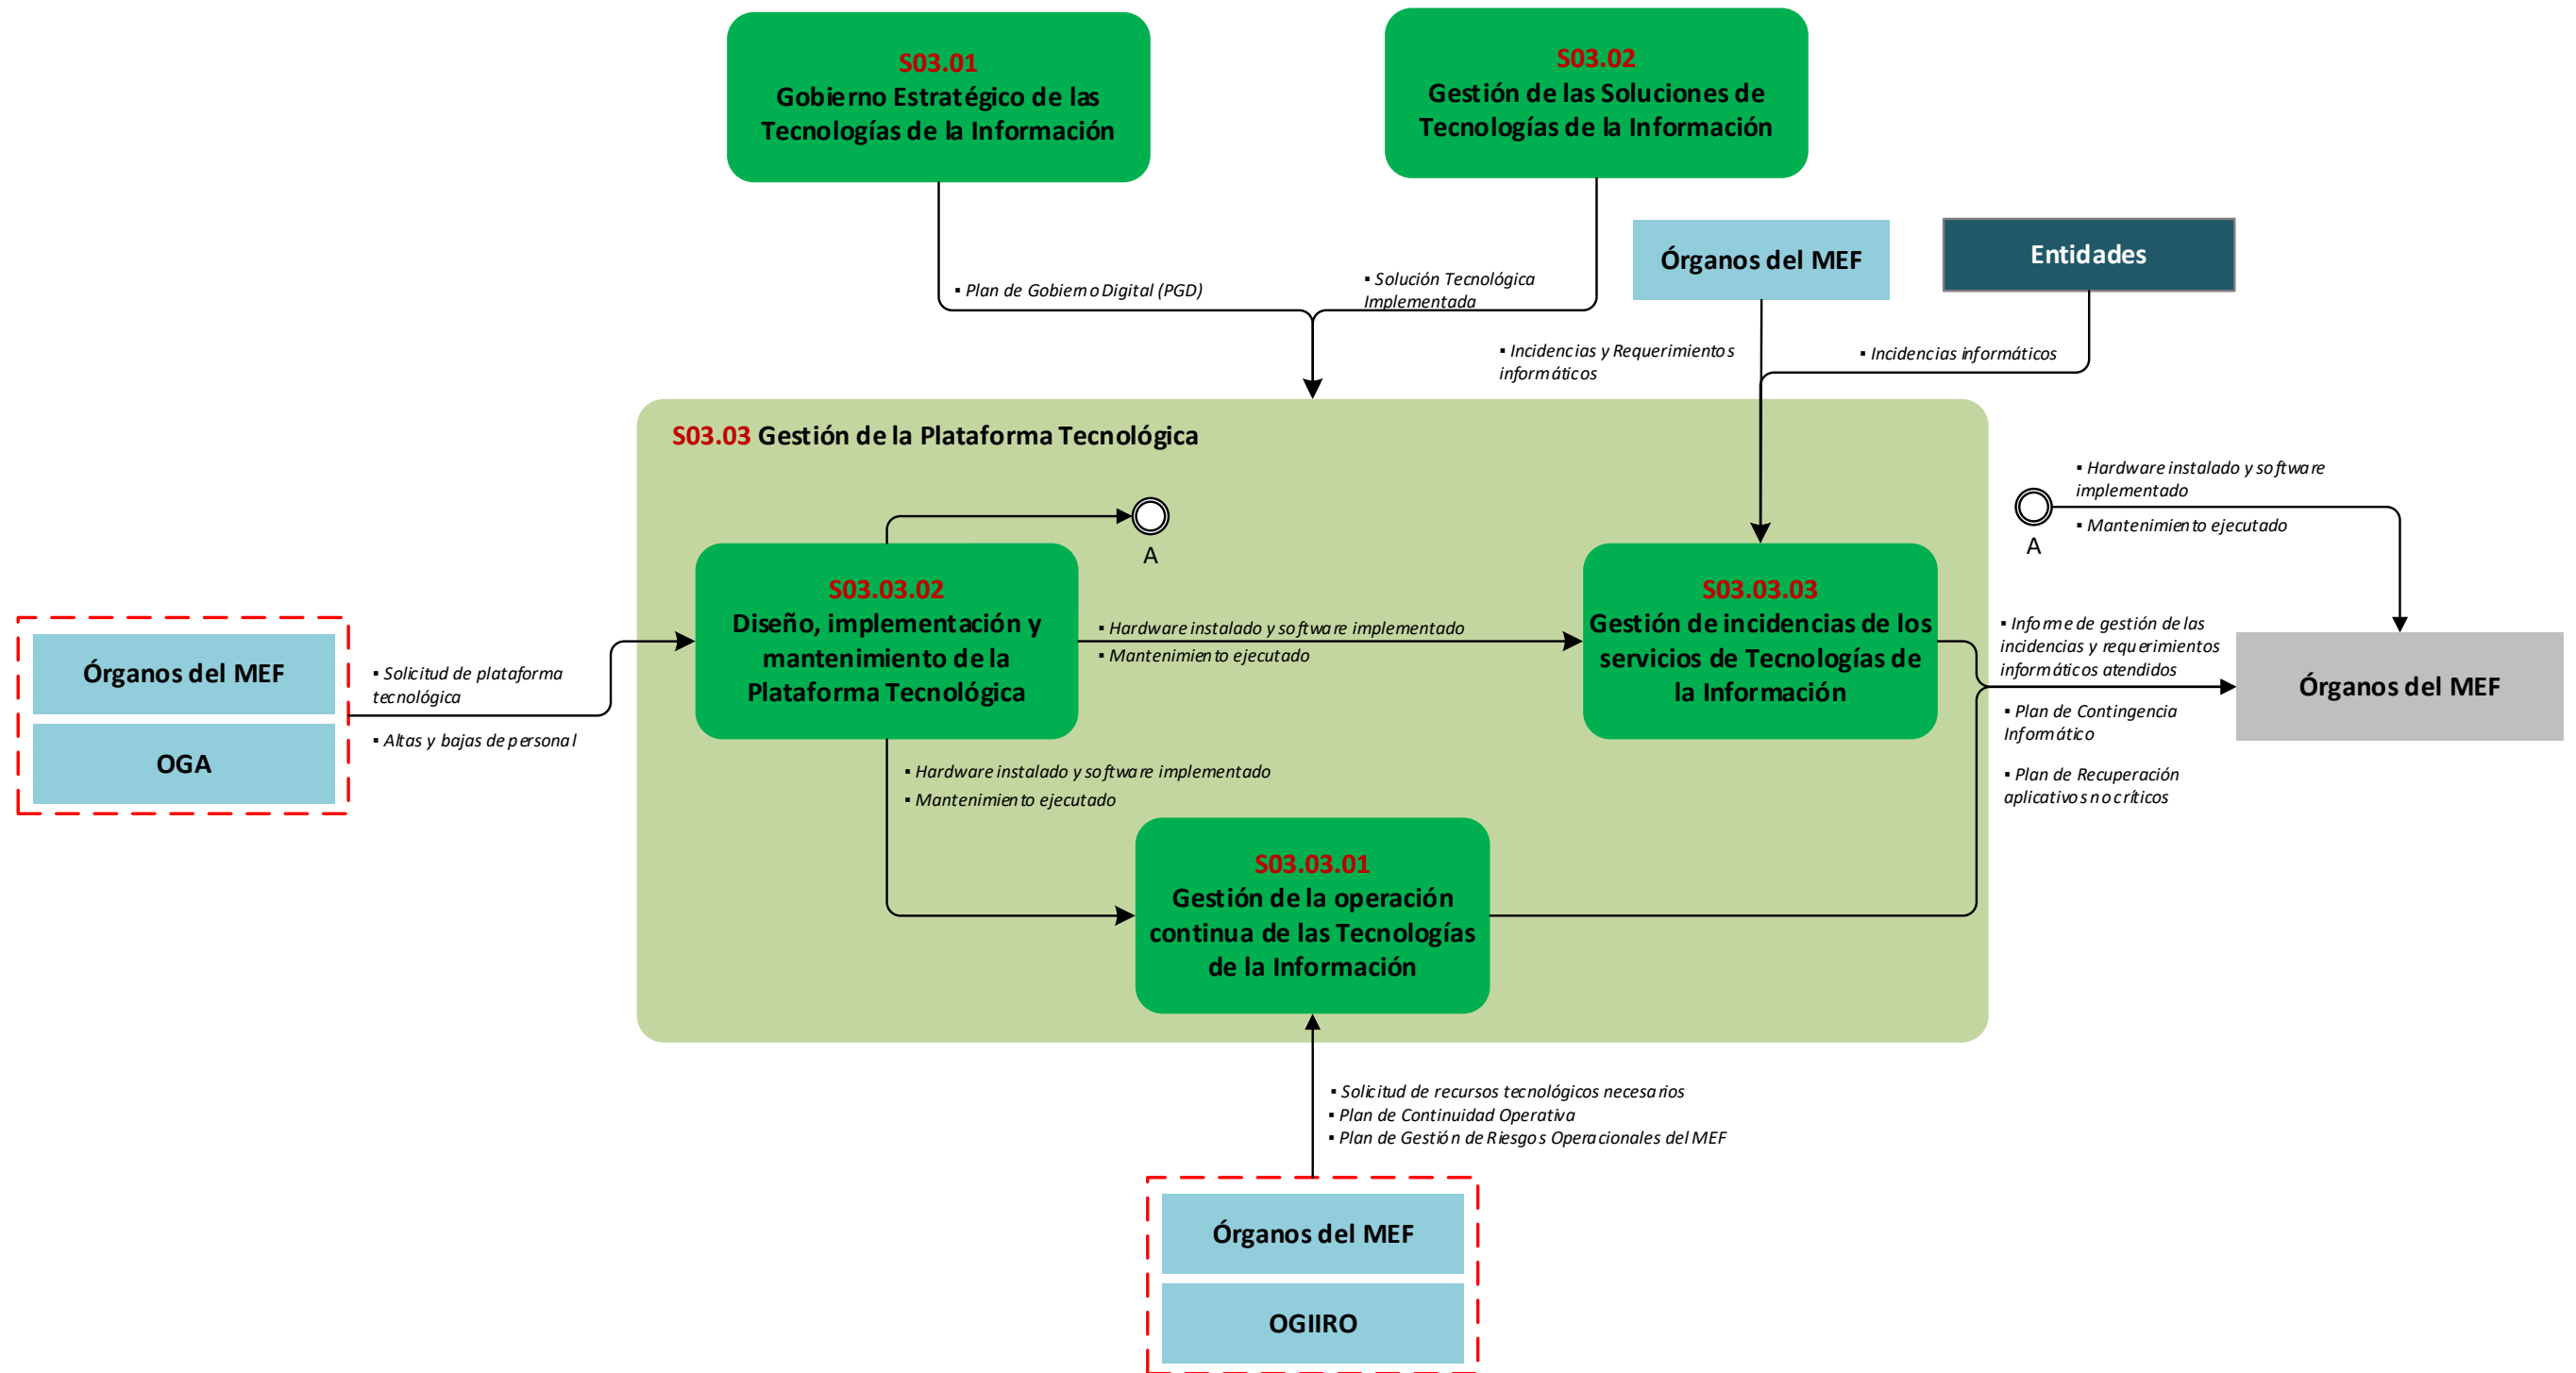 S03.01
Gobierno Estratégico de las
Tecnologías de la Información
S03.02
Gestión de las Soluciones de
Tecnologías de la Información
Órganos del MEF
Entidades
▪ Plan de Gobierno Digital (PGD)
▪ Solución Tecnológica
Implementada
▪ Incidencias y Requerimientos
informáticos
▪ Incidencias informáticos
S03.03 Gestión de la Plataforma Tecnológica
A
▪ Hardware instalado y software
implementado
▪ Mantenimiento ejecutado
A
S03.03.02
Diseño, implementación y
mantenimiento de la
Plataforma Tecnológica
▪ Hardware instalado y software implementado
▪ Mantenimiento ejecutado
S03.03.03
Gestión de incidencias de los
servicios de Tecnologías de
la Información
▪ Informe de gestión de las
incidencias y requerimientos
informáticos atendidos
▪ Plan de Contingencia
Informático
▪ Plan de Recuperación
aplicativos no críticos
Órganos del MEF
Órganos del MEF
OGA
▪ Solicitud de plataforma
tecnológica
▪ Altas y bajas de personal
▪ Hardware instalado y software implementado
▪ Mantenimiento ejecutado
S03.03.01
Gestión de la operación
continua de las Tecnologías
de la Información
▪ Solicitud de recursos tecnológicos necesarios
▪ Plan de Continuidad Operativa
▪ Plan de Gestión de Riesgos Operacionales del MEF
Órganos del MEF
OGIIRO